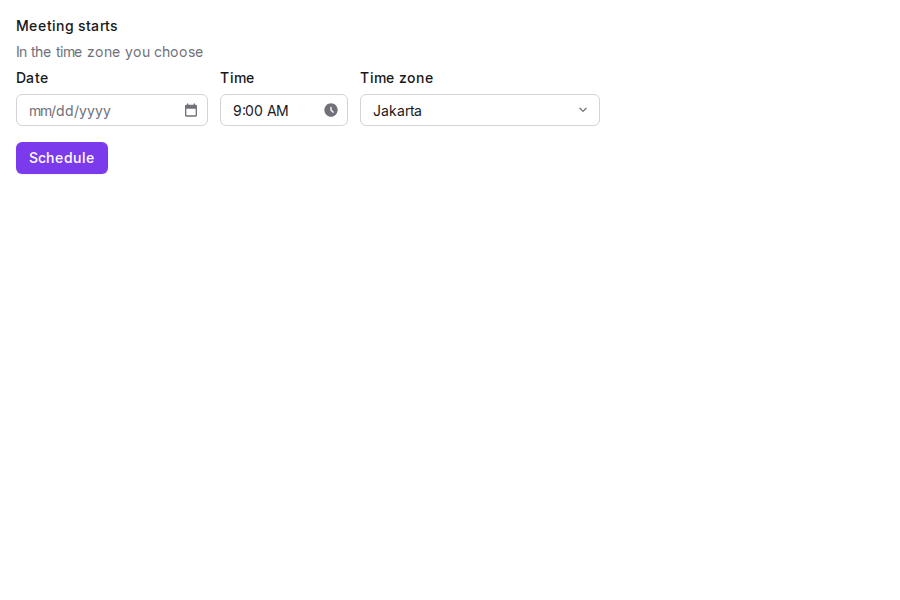 Meeting starts
In the time zone you choose
Date Time Time zone
mm/dd/yyyy 9:00 AM Jakarta
Schedule